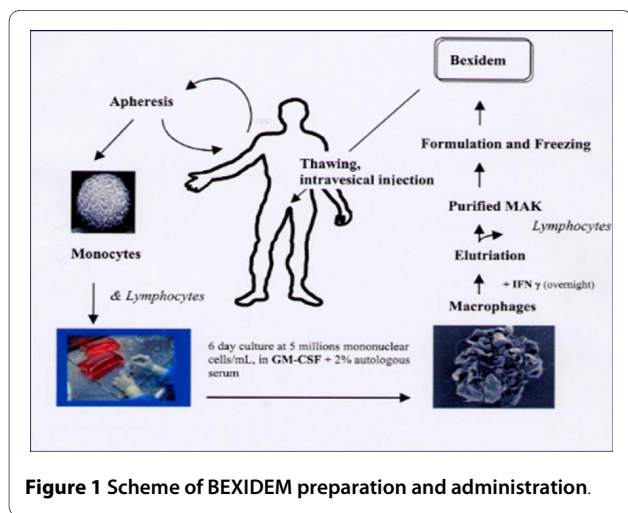 Apheresis
Monocytes
& Lymphocytes
6 day culture at 5 millions mononuclear
cells/mL, in GM-CSF + 2% autologous
serum
Macrophages
+ IFN γ (overnight)
Elutriation
Lymphocytes
Purified MAK
Formulation and Freezing
Bexidem
Thawing,
intravesical injection
Figure 1 Scheme of BEXIDEM preparation and administration.